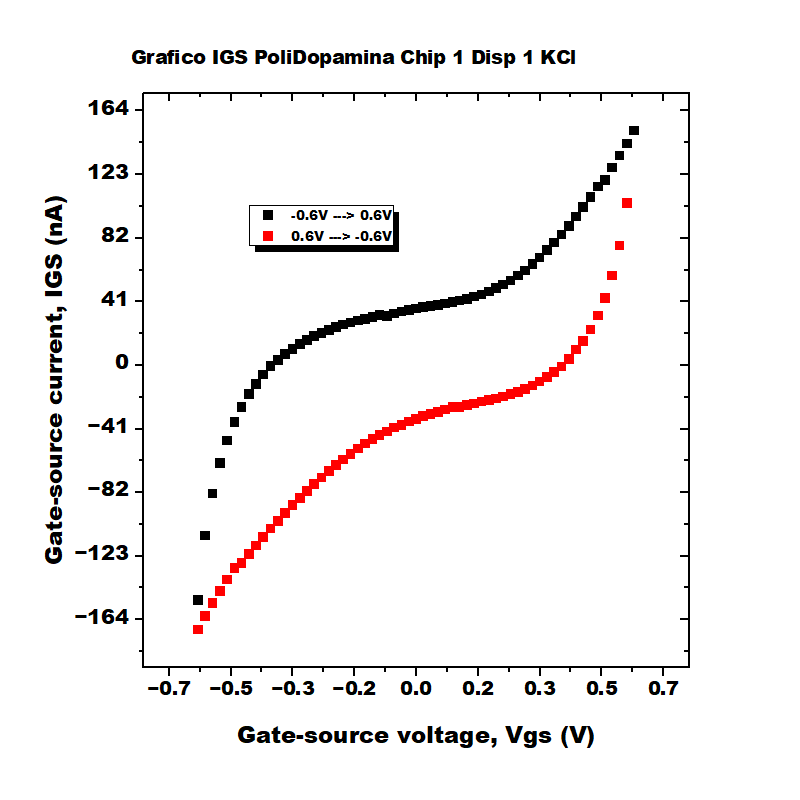 Grafico IGS PoliDopamina Chip 1 Disp 1 KCl
164
123
82
41
0
−41
−82
−123
−164
Gate-source current, IGS (nA)
-0.6V ---> 0.6V
0.6V ---> -0.6V
−0.7 −0.5 −0.3 −0.2 0.0 0.2 0.3 0.5 0.7
Gate-source voltage, Vgs (V)